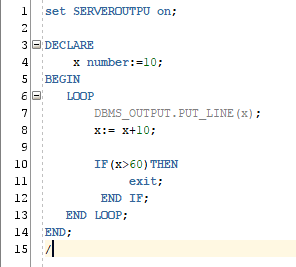 1 set SERVEROUTPU on;
2
3 DECLARE
4 x number:=10;
5 BEGIN
6 LOOP
7 DBMS_OUTPUT.PUT_LINE(x);
8 x:= x+10;
9
10 IF(x>60)THEN
11 exit;
12 END IF;
13 END LOOP;
14 END;
15 /